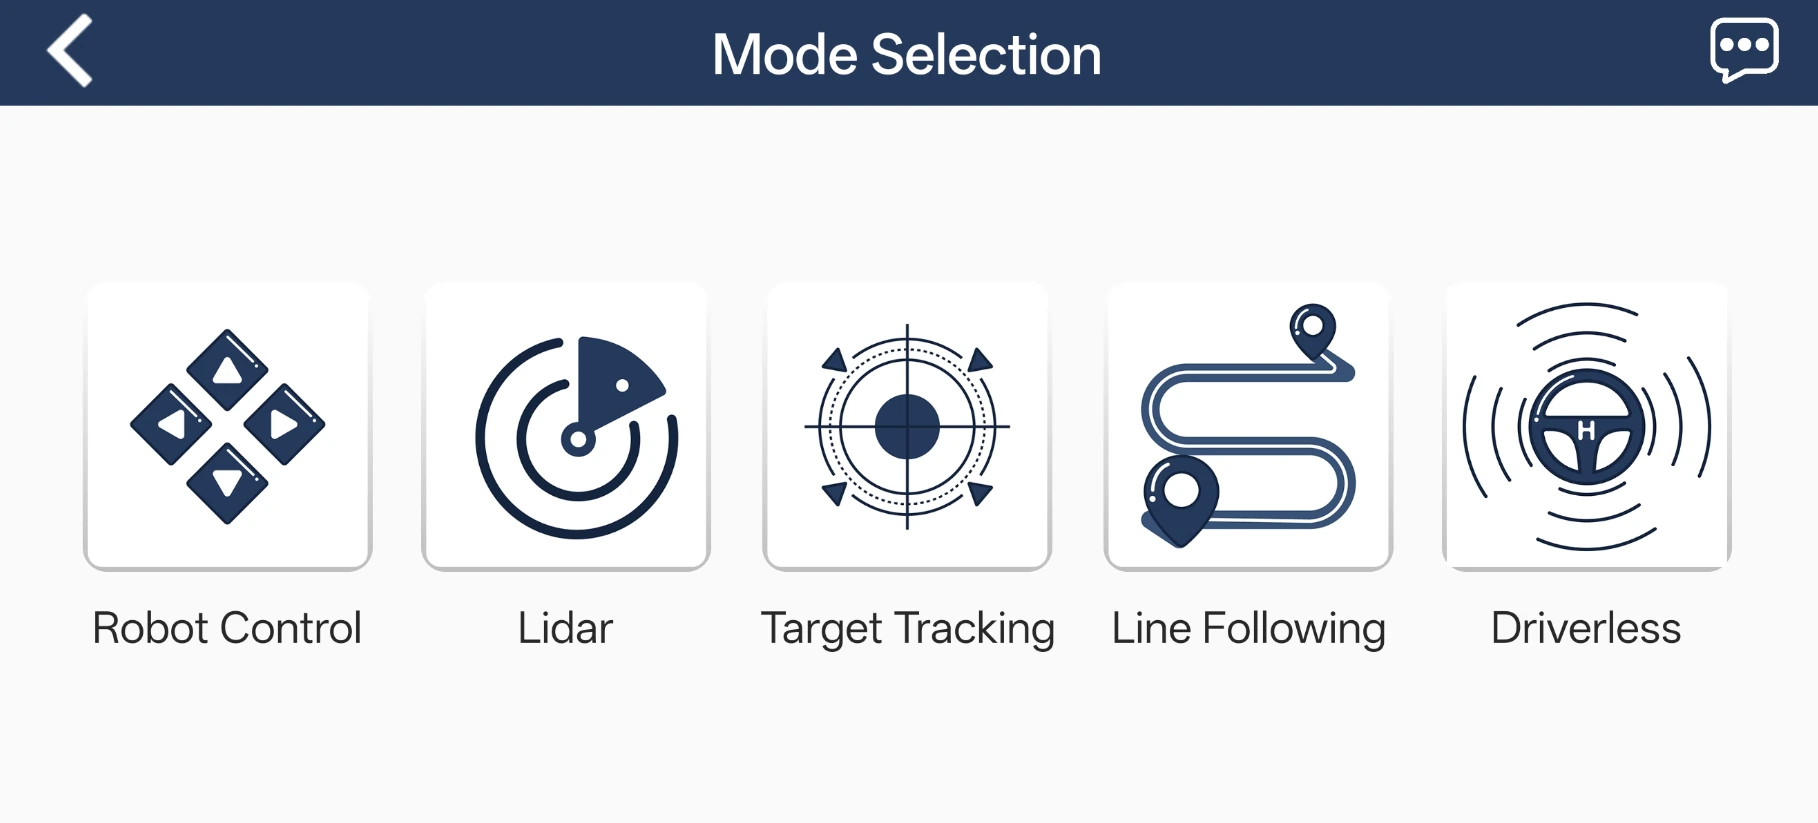 Mode Selection
H
Robot Control
Lidar
Target Tracking
Line Following
Driverless